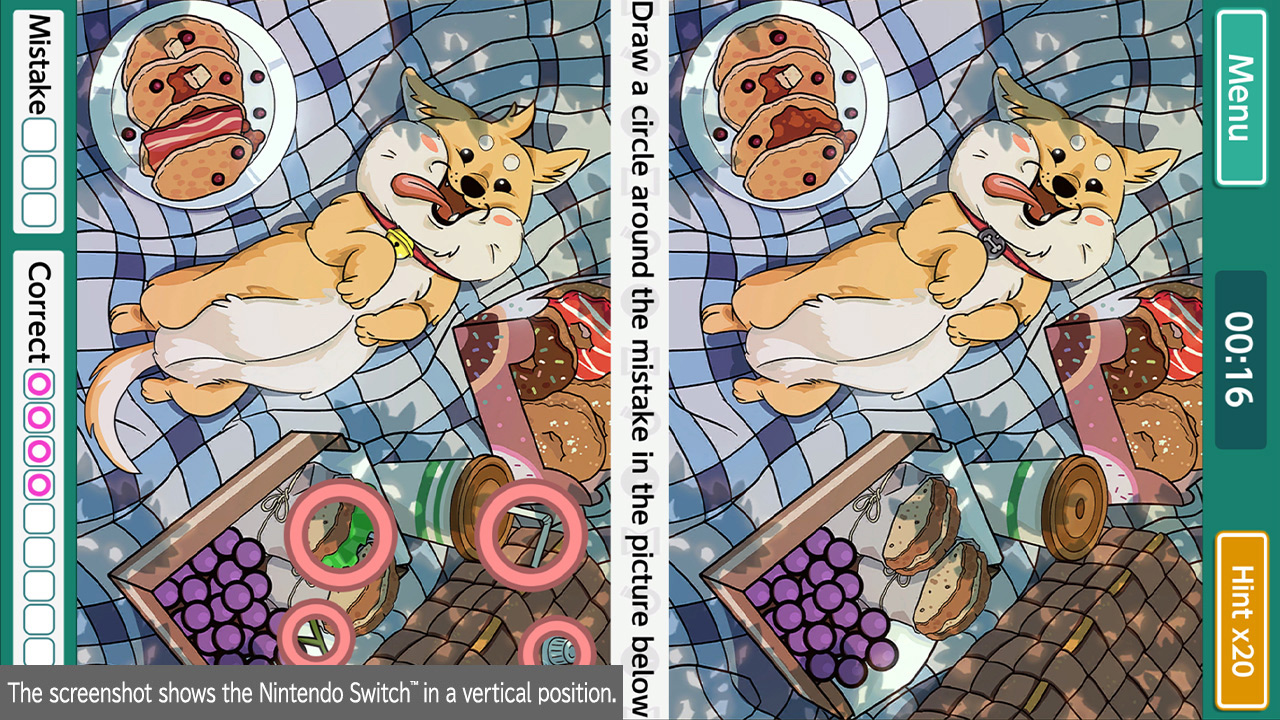 Menu
00:16
Hint x20
Draw a circle around the mistake in the picture below
Mistake
Correct
The screenshot shows the Nintendo Switch™ in a vertical position.